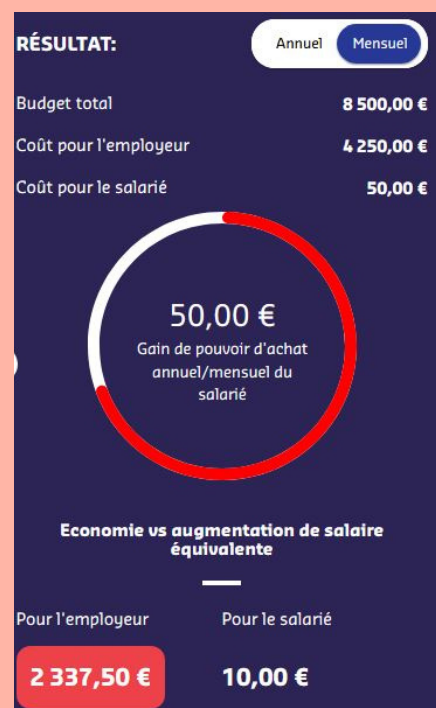 RÉSULTAT:
Annuel
Mensuel
Budget total
8 500,00 €
Coût pour l'employeur
4 250,00 €
Coût pour le salarié
50,00 €
50,00 €
Gain de pouvoir d'achat
annuel/mensuel du
salarié
Economie vs augmentation de salaire
équivalente
Pour l'employeur
Pour le salarié
2 337,50 €
10,00 €